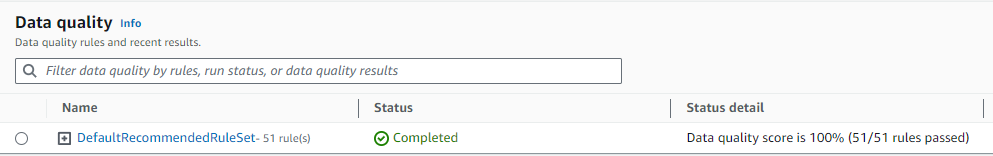 Data quality Info
Data quality rules and recent results.
Filter data quality by rules, run status, or data quality results
Name Status Status detail
DefaultRecommendedRuleSet- 51 rule(s) Completed Data quality score is 100% (51/51 rules passed)